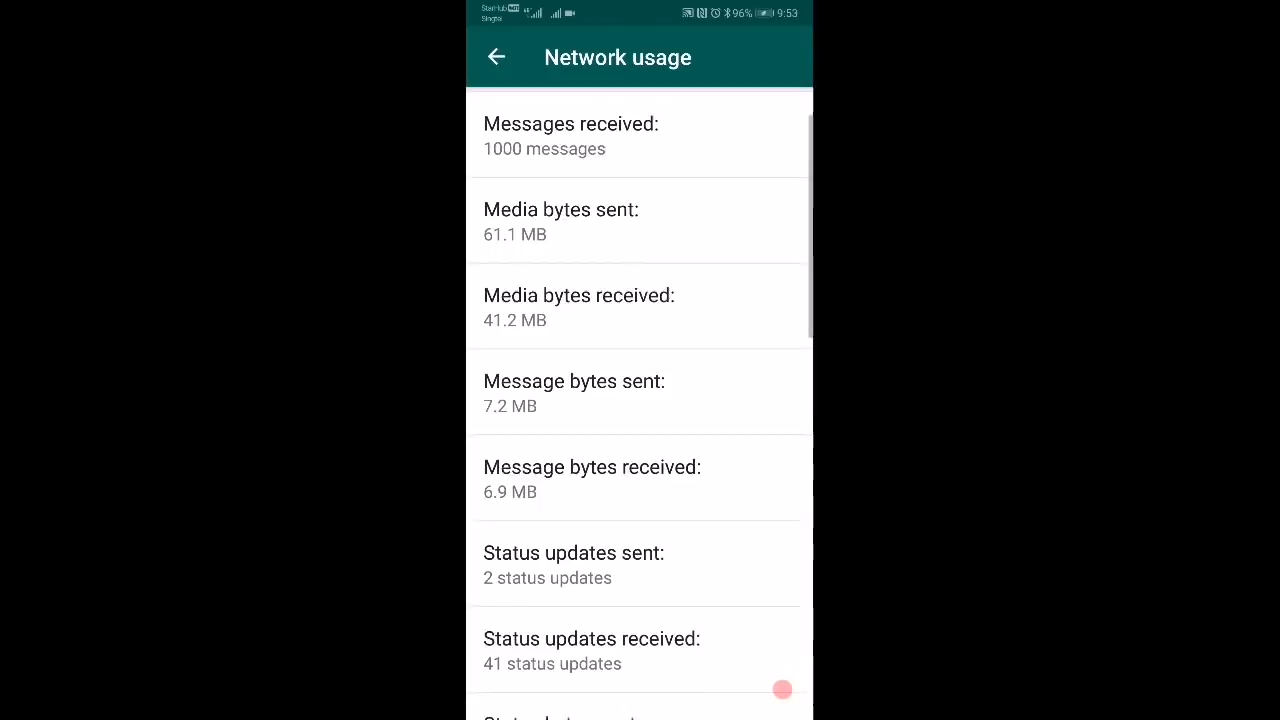 StarHub
Singtel
96% 9:53
Network usage
Messages received:
1000 messages
Media bytes sent:
61.1 MB
Media bytes received:
41.2 MB
Message bytes sent:
7.2 MB
Message bytes received:
6.9 MB
Status updates sent:
2 status updates
Status updates received:
41 status updates